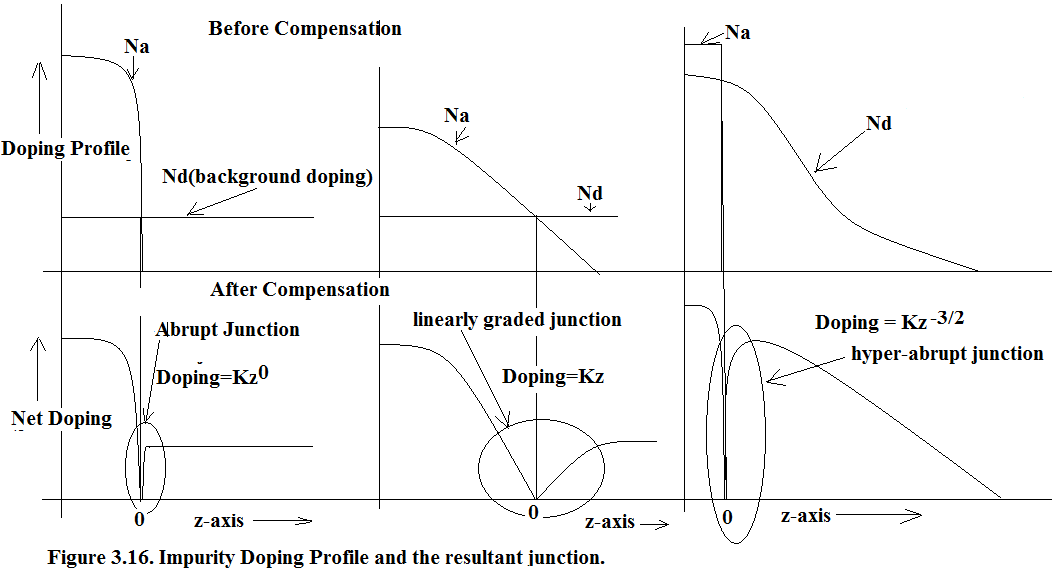 Before Compensation
Na
Na
Na
Nd
Doping Profile
Nd(background doping)
Nd
After Compensation
Abrupt Junction
linearly graded junction
Doping = Kz-3/2
hyper-abrupt junction
Doping=Kz0
Doping=Kz
Net Doping
0
z-axis
0
z-axis
0
z-axis
Figure 3.16. Impurity Doping Profile and the resultant junction.